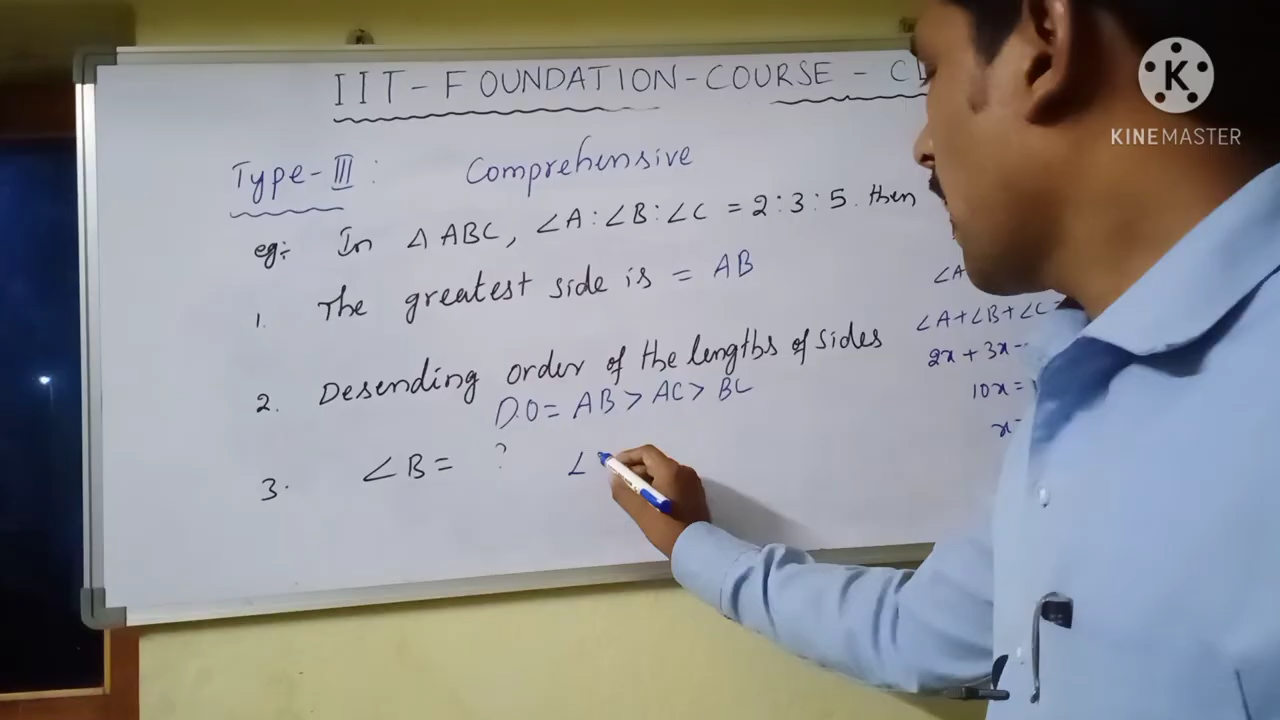 IIT-FOUNDATION-COURSE-
Type-III: Comprehensive
eg:- In △ ABC, ∠A:∠B:∠C = 2:3:5. then
1. The greatest side is = AB
2. Desending order of the lengths of sides
D.O = AB > AC > BC
3. ∠B = ? ∠
∠A
∠A+∠B+∠C
2x + 3x
10x =
x
KINEMASTER